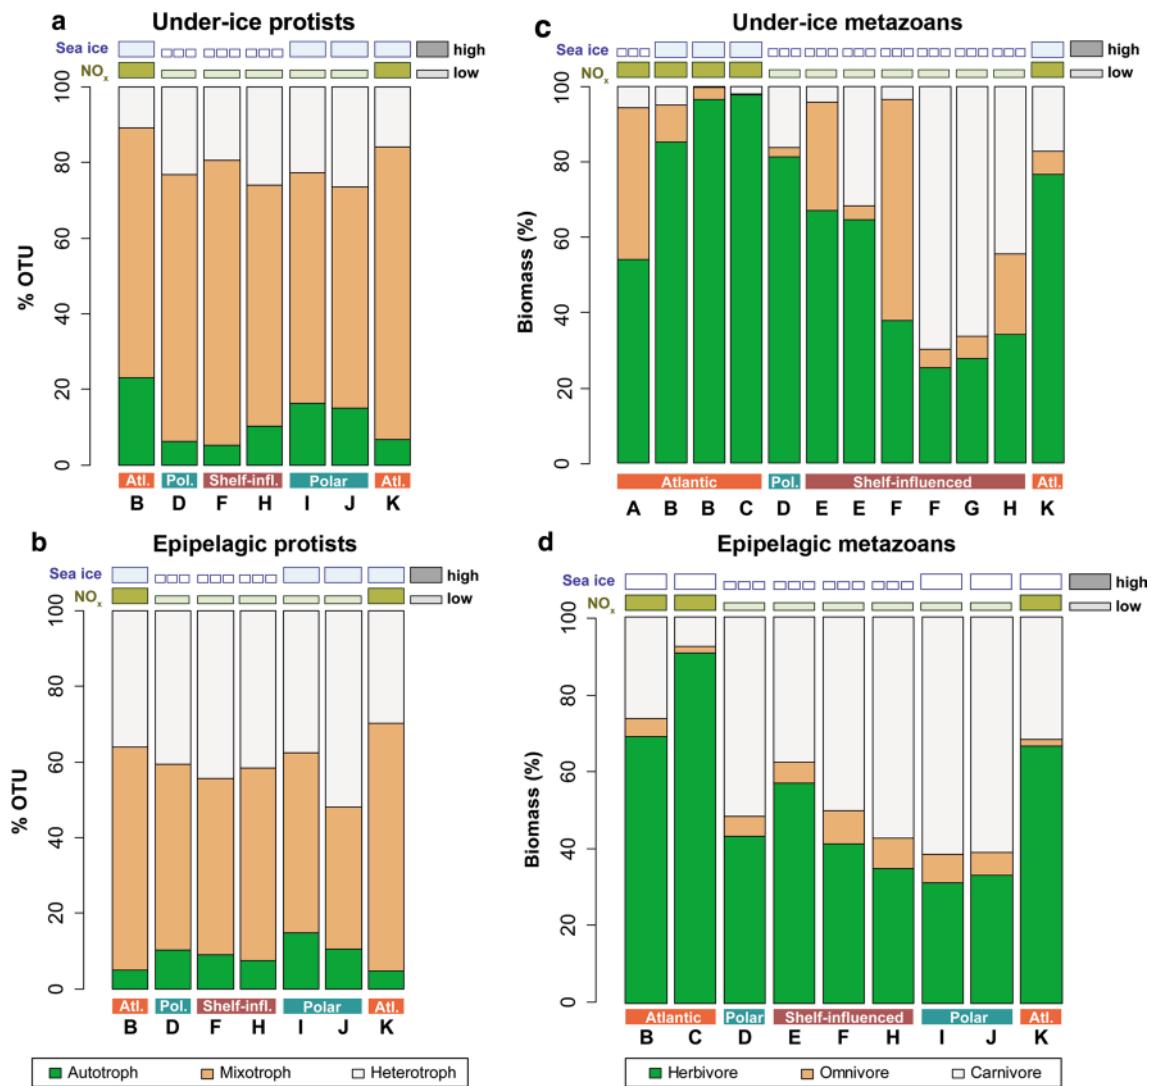 a Under-ice protists
Sea ice
high
NOx
low
100
80
60
40
20
0
% OTU
Atl. Pol. Shelf-infl. Polar Atl.
B D F H I J K
c Under-ice metazoans
Sea ice
high
NOx
low
100
80
60
40
20
0
Biomass (%)
Atlantic Pol. Shelf-influenced Atl.
A B B C D E E F F G H K
b Epipelagic protists
Sea ice
high
NOx
low
100
80
60
40
20
0
% OTU
Atl. Pol. Shelf-infl. Polar Atl.
B D F H I J K
Autotroph Mixotroph Heterotroph
d Epipelagic metazoans
Sea ice
high
NOx
low
100
80
60
40
20
0
Biomass (%)
Atlantic Polar Shelf-influenced Polar Atl.
B C D E F H I J K
Herbivore Omnivore Carnivore